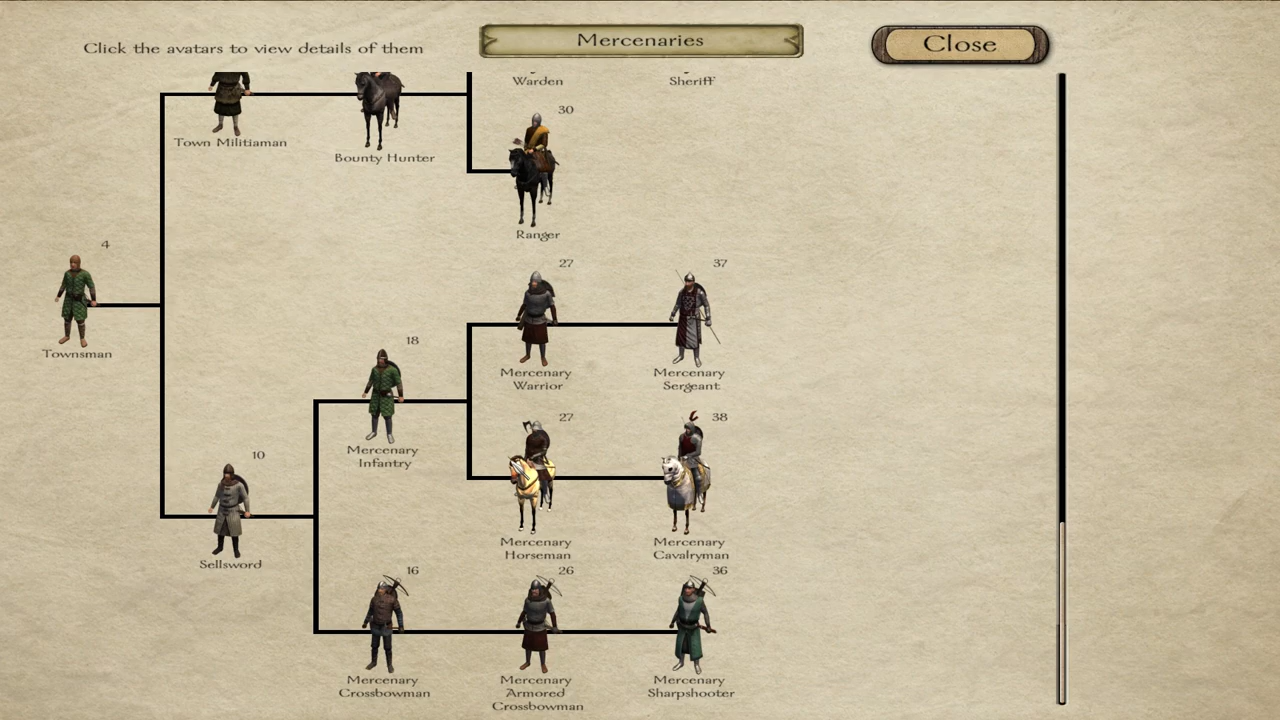 Click the avatars to view details of them
Mercenaries
Close
Warden
Sheriff
30
Town Militiaman
Bounty Hunter
Ranger
4
27
37
Townsman
18
Mercenary
Warrior
Mercenary
Sergeant
27
38
Mercenary
Infantry
10
Mercenary
Horseman
Mercenary
Cavalryman
Sellsword
16
26
36
Mercenary
Crossbowman
Mercenary
Armored
Crossbowman
Mercenary
Sharpshooter